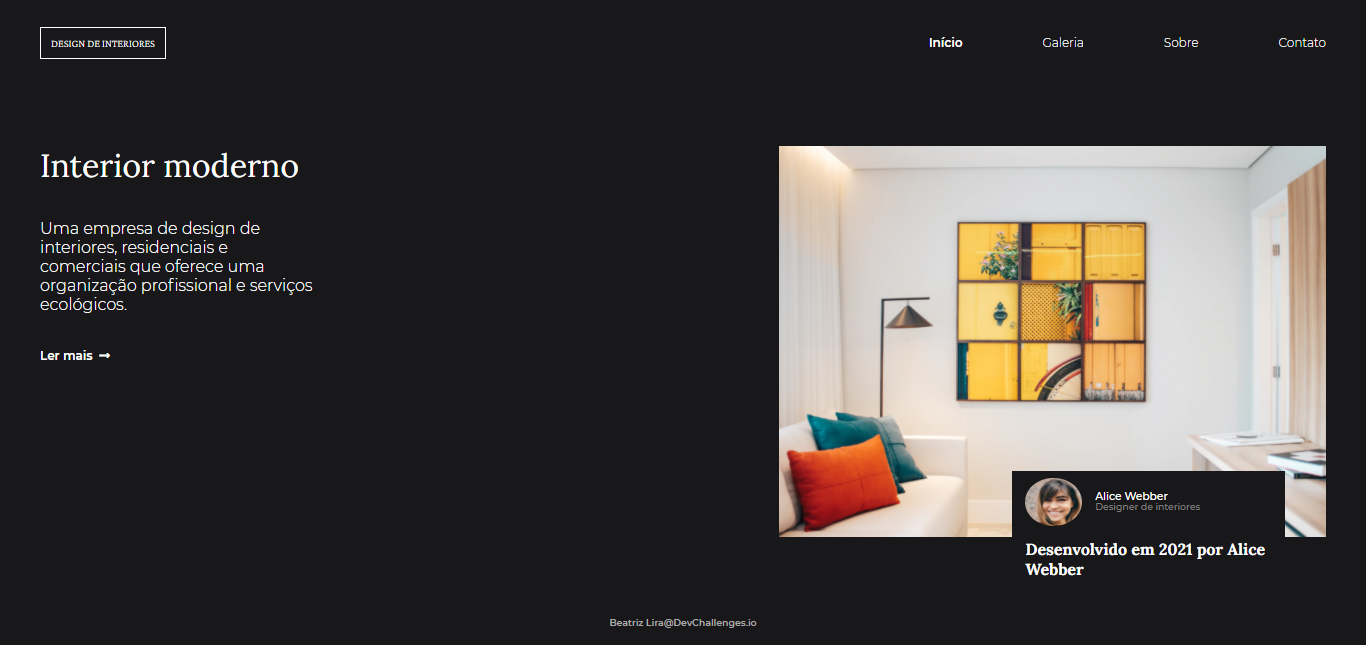 DESIGN DE INTERIORES
Início
Galeria
Sobre
Contato
Interior moderno
Uma empresa de design de
interiores, residenciais e
comerciais que oferece uma
organização profissional e serviços
ecológicos.
Ler mais ➞
Alice Webber
Designer de interiores
Desenvolvido em 2021 por Alice
Webber
Beatriz Lira@DevChallenges.io